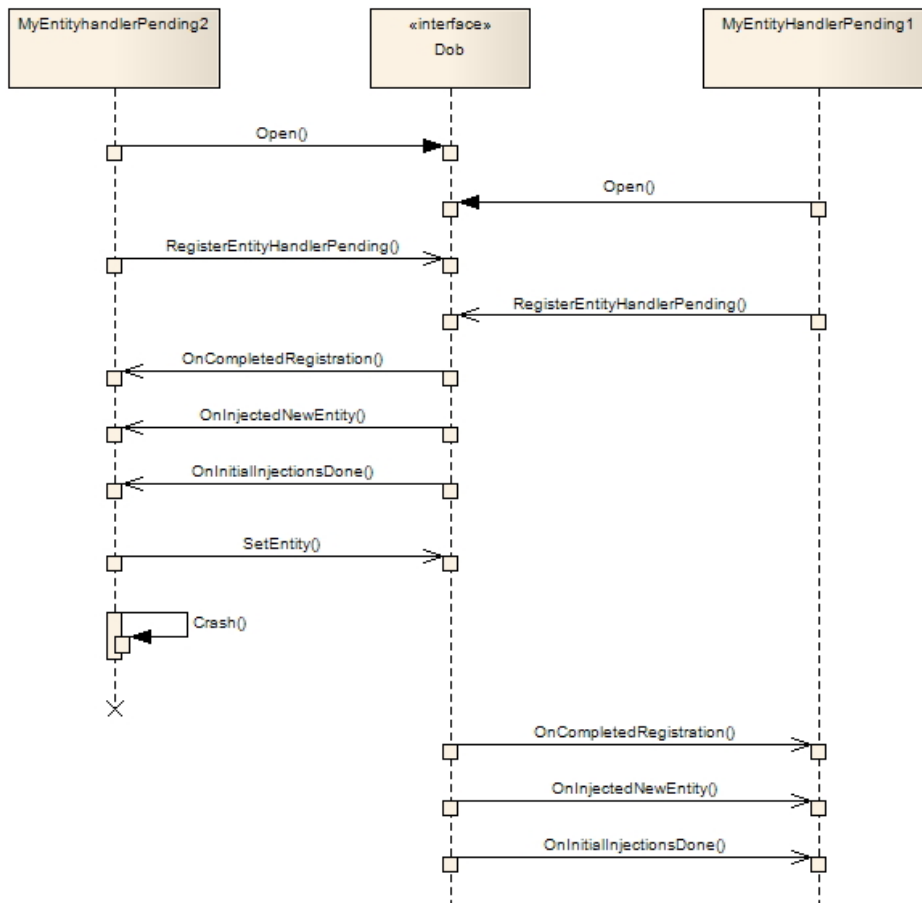 MyEntityhandlerPending2
«interface»
Dob
MyEntityHandlerPending1
Open()
Open()
RegisterEntityHandlerPending()
RegisterEntityHandlerPending()
OnCompletedRegistration()
OnInjectedNewEntity()
OnInitialInjectionsDone()
SetEntity()
Crash()
OnCompletedRegistration()
OnInjectedNewEntity()
OnInitialInjectionsDone()